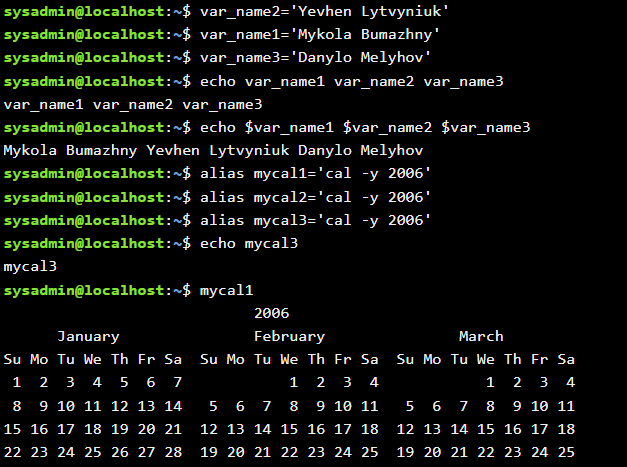 sysadmin@localhost:~$ var_name2='Yevhen Lytvyniuk'
sysadmin@localhost:~$ var_name1='Mykola Bumazhny'
sysadmin@localhost:~$ var_name3='Danylo Melyhov'
sysadmin@localhost:~$ echo var_name1 var_name2 var_name3
var_name1 var_name2 var_name3
sysadmin@localhost:~$ echo $var_name1 $var_name2 $var_name3
Mykola Bumazhny Yevhen Lytvyniuk Danylo Melyhov
sysadmin@localhost:~$ alias mycal1='cal -y 2006'
sysadmin@localhost:~$ alias mycal2='cal -y 2006'
sysadmin@localhost:~$ alias mycal3='cal -y 2006'
sysadmin@localhost:~$ echo mycal3
mycal3
sysadmin@localhost:~$ mycal1
                            2006
      January               February               March
Su Mo Tu We Th Fr Sa  Su Mo Tu We Th Fr Sa  Su Mo Tu We Th Fr Sa
 1  2  3  4  5  6  7            1  2  3  4            1  2  3  4
 8  9 10 11 12 13 14   5  6  7  8  9 10 11   5  6  7  8  9 10 11
15 16 17 18 19 20 21  12 13 14 15 16 17 18  12 13 14 15 16 17 18
22 23 24 25 26 27 28  19 20 21 22 23 24 25  19 20 21 22 23 24 25